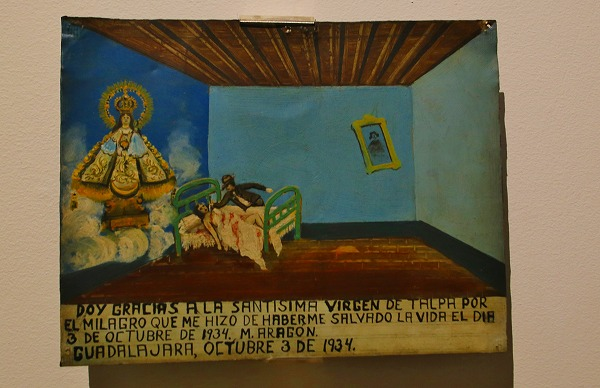 DOY GRACIAS A LA SANTISIMA VIRGEN DE TALPA POR
EL MILAGRO QUE ME HIZO DE HABERME SALVADO LA VIDA EL DIA
3 DE OCTUBRE DE 1934. M. ARAGON.
GUADALAJARA, OCTUBRE 3 DE 1934.